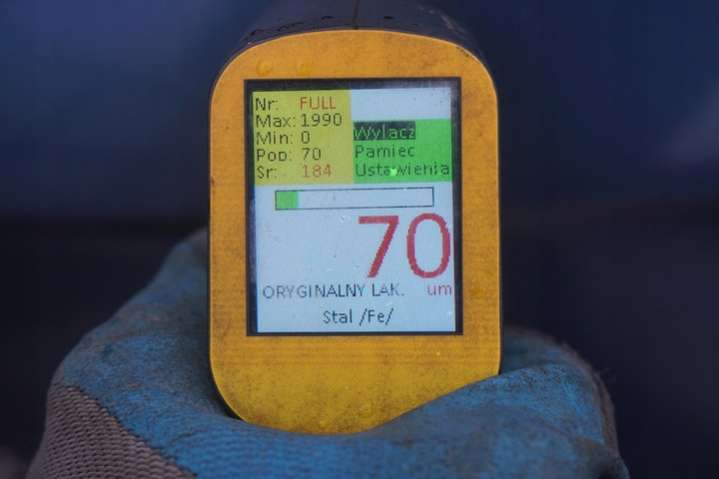 Nr: FULL
Max: 1990
Min: 0
Pop: 70
Sr: 184
Wylacz
Pamiec
Ustawienia
70
ORYGINALNY LAK. um
Stal /Fe/